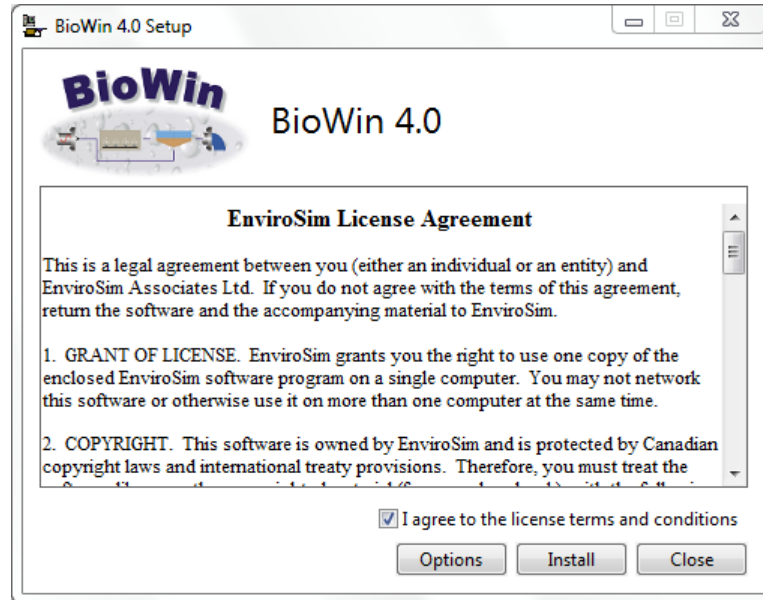 BioWin 4.0 Setup
BioWin
BioWin 4.0
EnviroSim License Agreement
This is a legal agreement between you (either an individual or an entity) and
EnviroSim Associates Ltd.  If you do not agree with the terms of this agreement,
return the software and the accompanying material to EnviroSim.
1.  GRANT OF LICENSE.  EnviroSim grants you the right to use one copy of the
enclosed EnviroSim software program on a single computer.  You may not network
this software or otherwise use it on more than one computer at the same time.
2.  COPYRIGHT.  This software is owned by EnviroSim and is protected by Canadian
copyright laws and international treaty provisions.  Therefore, you must treat the
I agree to the license terms and conditions
Options
Install
Close